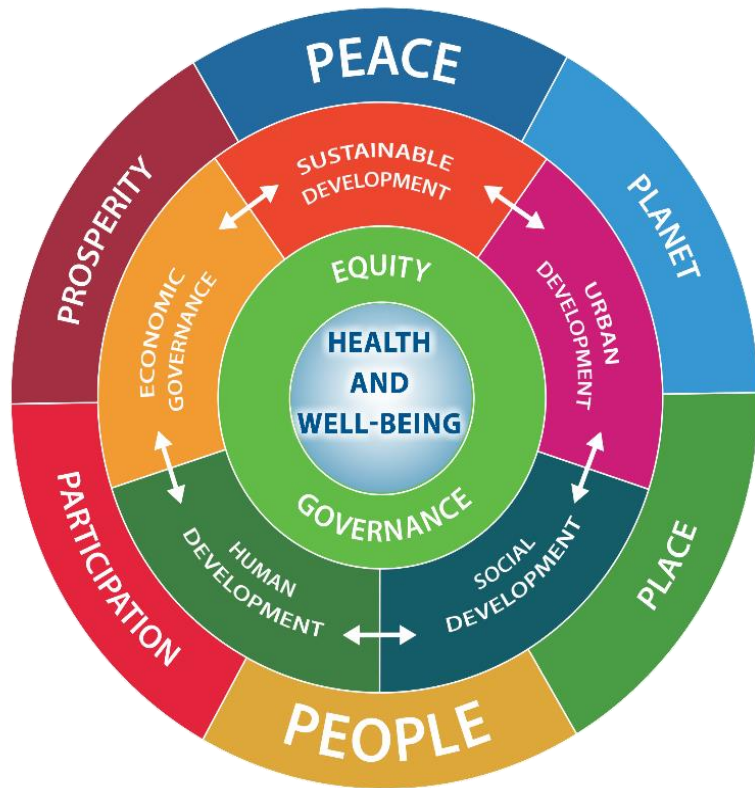 PEACE
PROSPERITY
PLANET
SUSTAINABLE
DEVELOPMENT
ECONOMIC
GOVERNANCE
URBAN
DEVELOPMENT
EQUITY
HEALTH
AND
WELL-BEING
GOVERNANCE
PARTICIPATION
HUMAN
DEVELOPMENT
SOCIAL
DEVELOPMENT
PLACE
PEOPLE